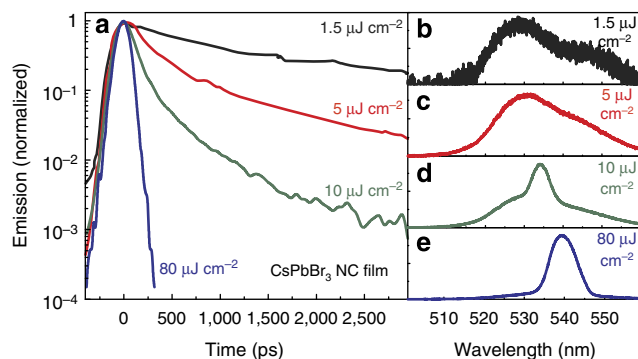 a
1
10⁻¹
10⁻²
10⁻³
10⁻⁴
Emission (normalized)
1.5 μJ cm⁻²
5 μJ cm⁻²
10 μJ cm⁻²
80 μJ cm⁻²
CsPbBr₃ NC film
0 500 1,000 1,500 2,000 2,500
Time (ps)
b
1.5 μJ
cm⁻²
c
5 μJ
cm⁻²
d
10 μJ
cm⁻²
e
80 μJ
cm⁻²
510 520 530 540 550
Wavelength (nm)